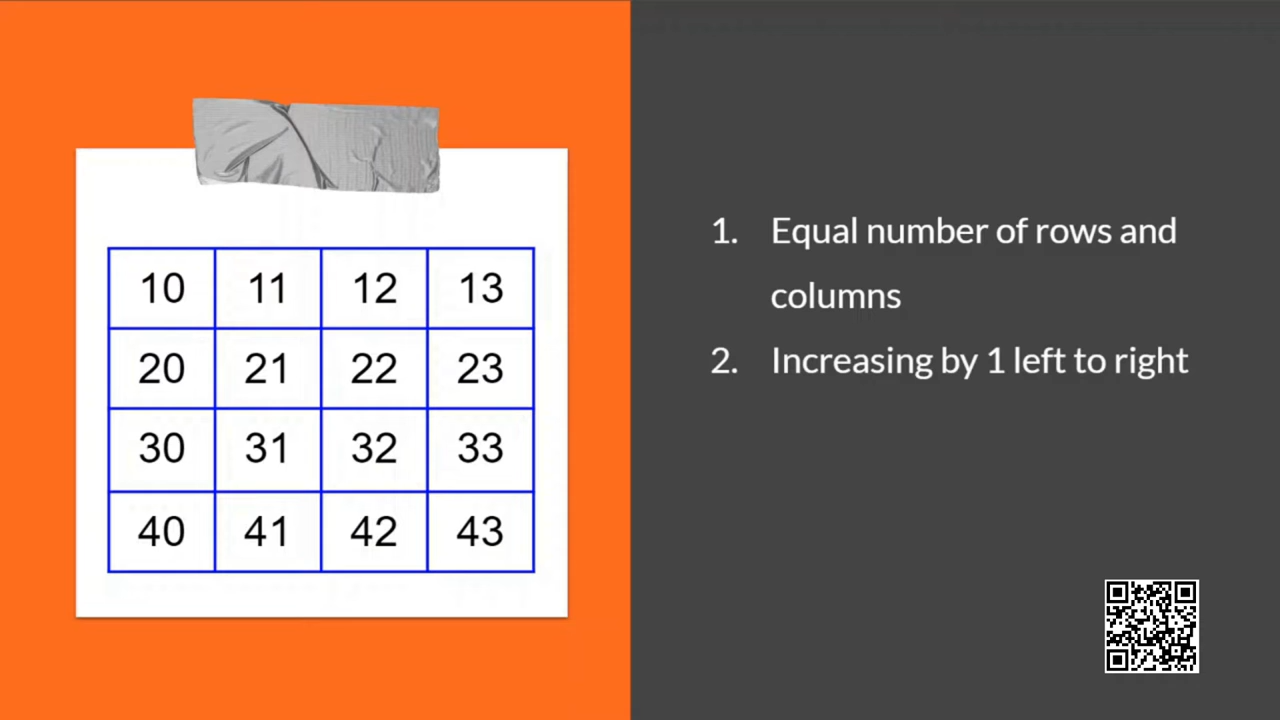 10 11 12 13
20 21 22 23
30 31 32 33
40 41 42 43
1. Equal number of rows and
columns
2. Increasing by 1 left to right